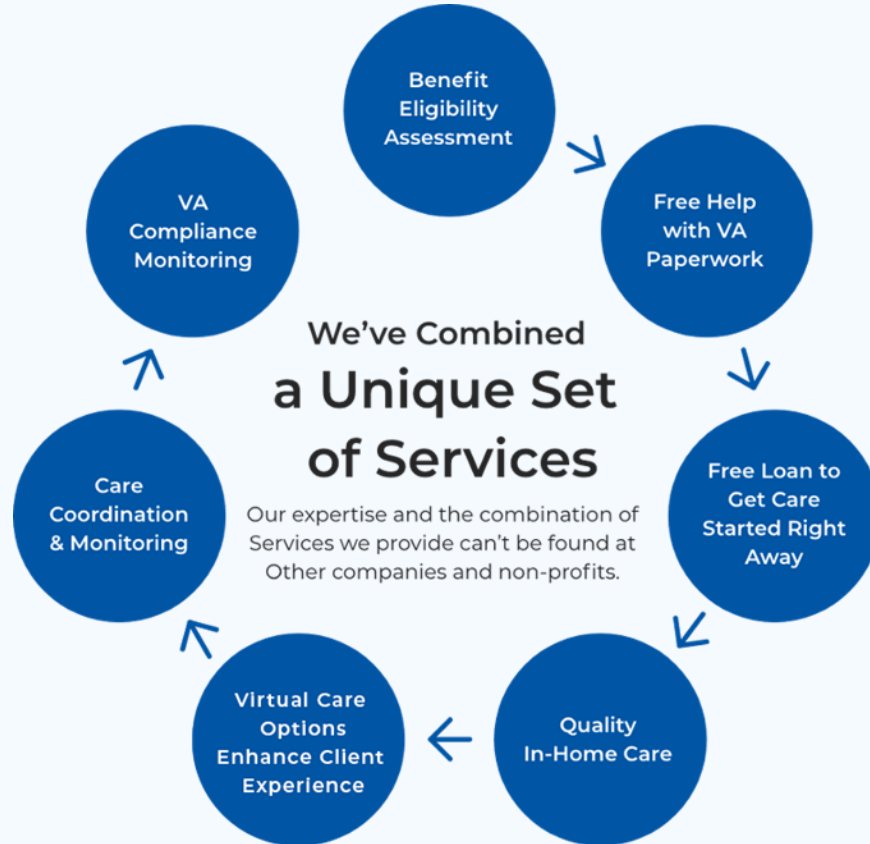 Benefit
Eligibility
Assessment
Free Help
with VA
Paperwork
Free Loan to
Get Care
Started Right
Away
Quality
In-Home Care
Virtual Care
Options
Enhance Client
Experience
Care
Coordination
& Monitoring
VA
Compliance
Monitoring
We’ve Combined
a Unique Set
of Services
Our expertise and the combination of
Services we provide can’t be found at
Other companies and non-profits.